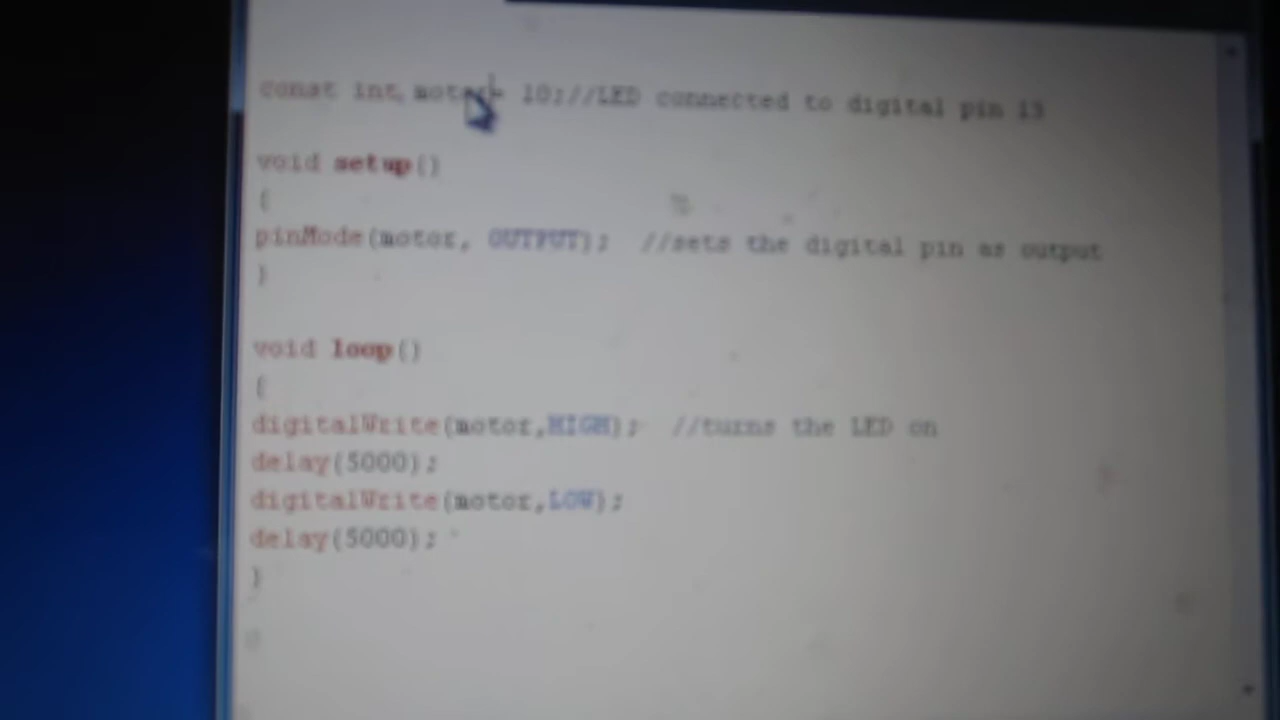 const int motor= 10;//LED connected to digital pin 13
void setup()
{
pinMode(motor, OUTPUT); //sets the digital pin as output
}
void loop()
{
digitalWrite(motor,HIGH); //turns the LED on
delay(5000);
digitalWrite(motor,LOW);
delay(5000);
}